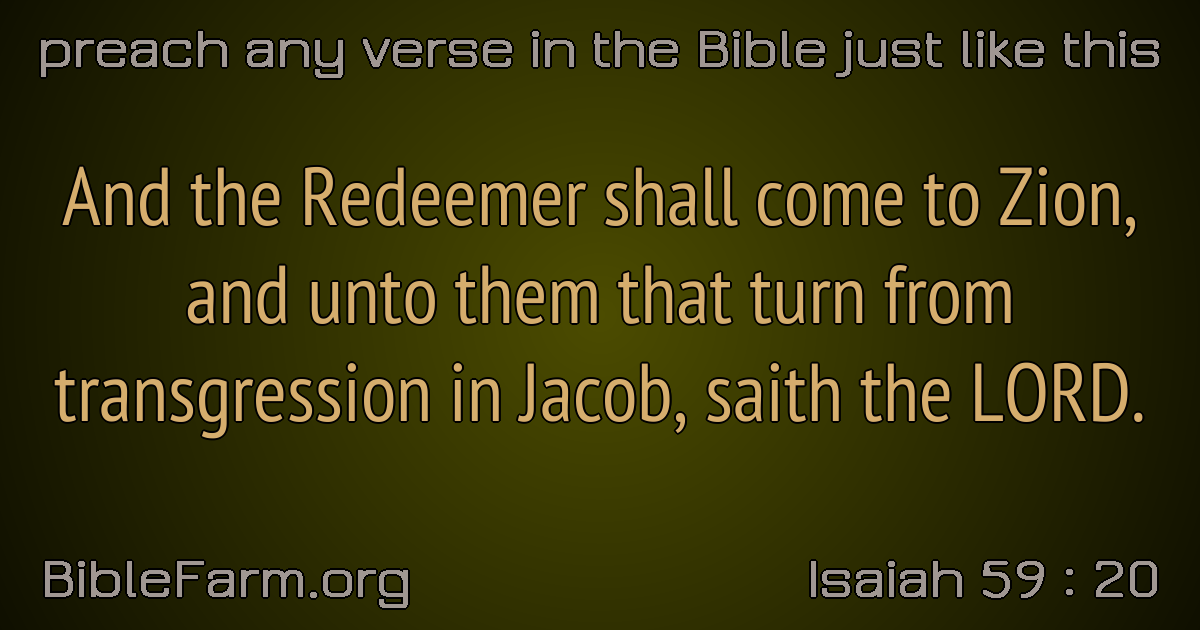 preach any verse in the Bible just like this
And the Redeemer shall come to Zion,
and unto them that turn from
transgression in Jacob, saith the LORD.
BibleFarm.org
Isaiah 59 : 20